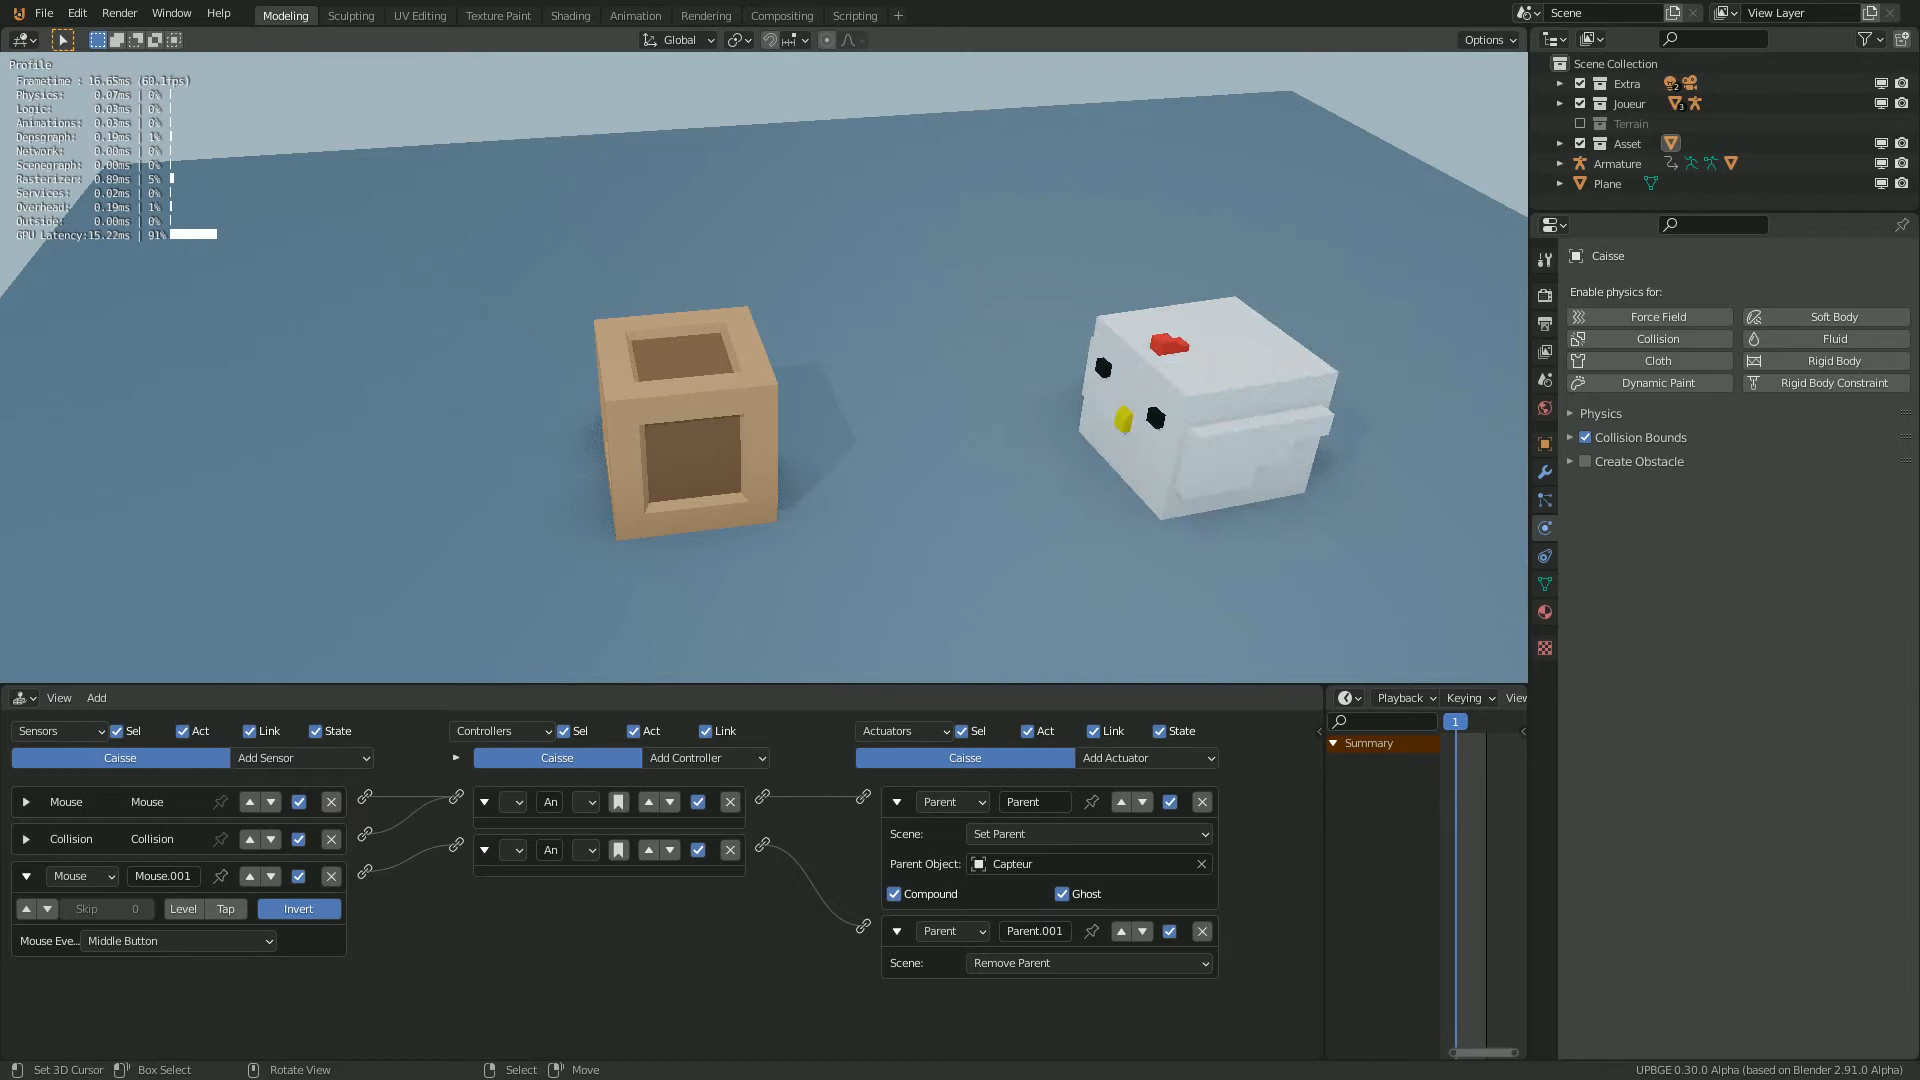 File Edit Render Window Help
Modeling Sculpting UV Editing Texture Paint Shading Animation Rendering Compositing Scripting +
Scene
View Layer
Global
Options
Profile
Frametime : 16.65ms (60.1fps)
Physics: 0.07ms | 0%
Logic: 0.03ms | 0%
Animations: 0.03ms | 0%
Depsgraph: 0.19ms | 1%
Network: 0.00ms | 0%
Scenegraph: 0.00ms | 0%
Rasterizer: 0.89ms | 5%
Services: 0.02ms | 0%
Overhead: 0.19ms | 1%
Outside: 0.00ms | 0%
GPU Latency:15.22ms | 91%
Scene Collection
Extra 2
Joueur 3
Terrain
Asset
Armature
Plane
Caisse
Enable physics for:
Force Field Soft Body
Collision Fluid
Cloth Rigid Body
Dynamic Paint Rigid Body Constraint
Physics
Collision Bounds
Create Obstacle
View Add
Sensors Sel Act Link State
Caisse Add Sensor
Mouse Mouse
Collision Collision
Mouse Mouse.001
Skip 0 Level Tap Invert
Mouse Eve... Middle Button
Controllers Sel Act Link
Caisse Add Controller
An
An
Actuators Sel Act Link State
Caisse Add Actuator
Parent Parent
Scene: Set Parent
Parent Object: Capteur
Compound Ghost
Parent Parent.001
Scene: Remove Parent
Playback Keying View
1
Summary
Set 3D Cursor Box Select Rotate View Select Move
UPBGE 0.30.0 Alpha (based on Blender 2.91.0 Alpha)